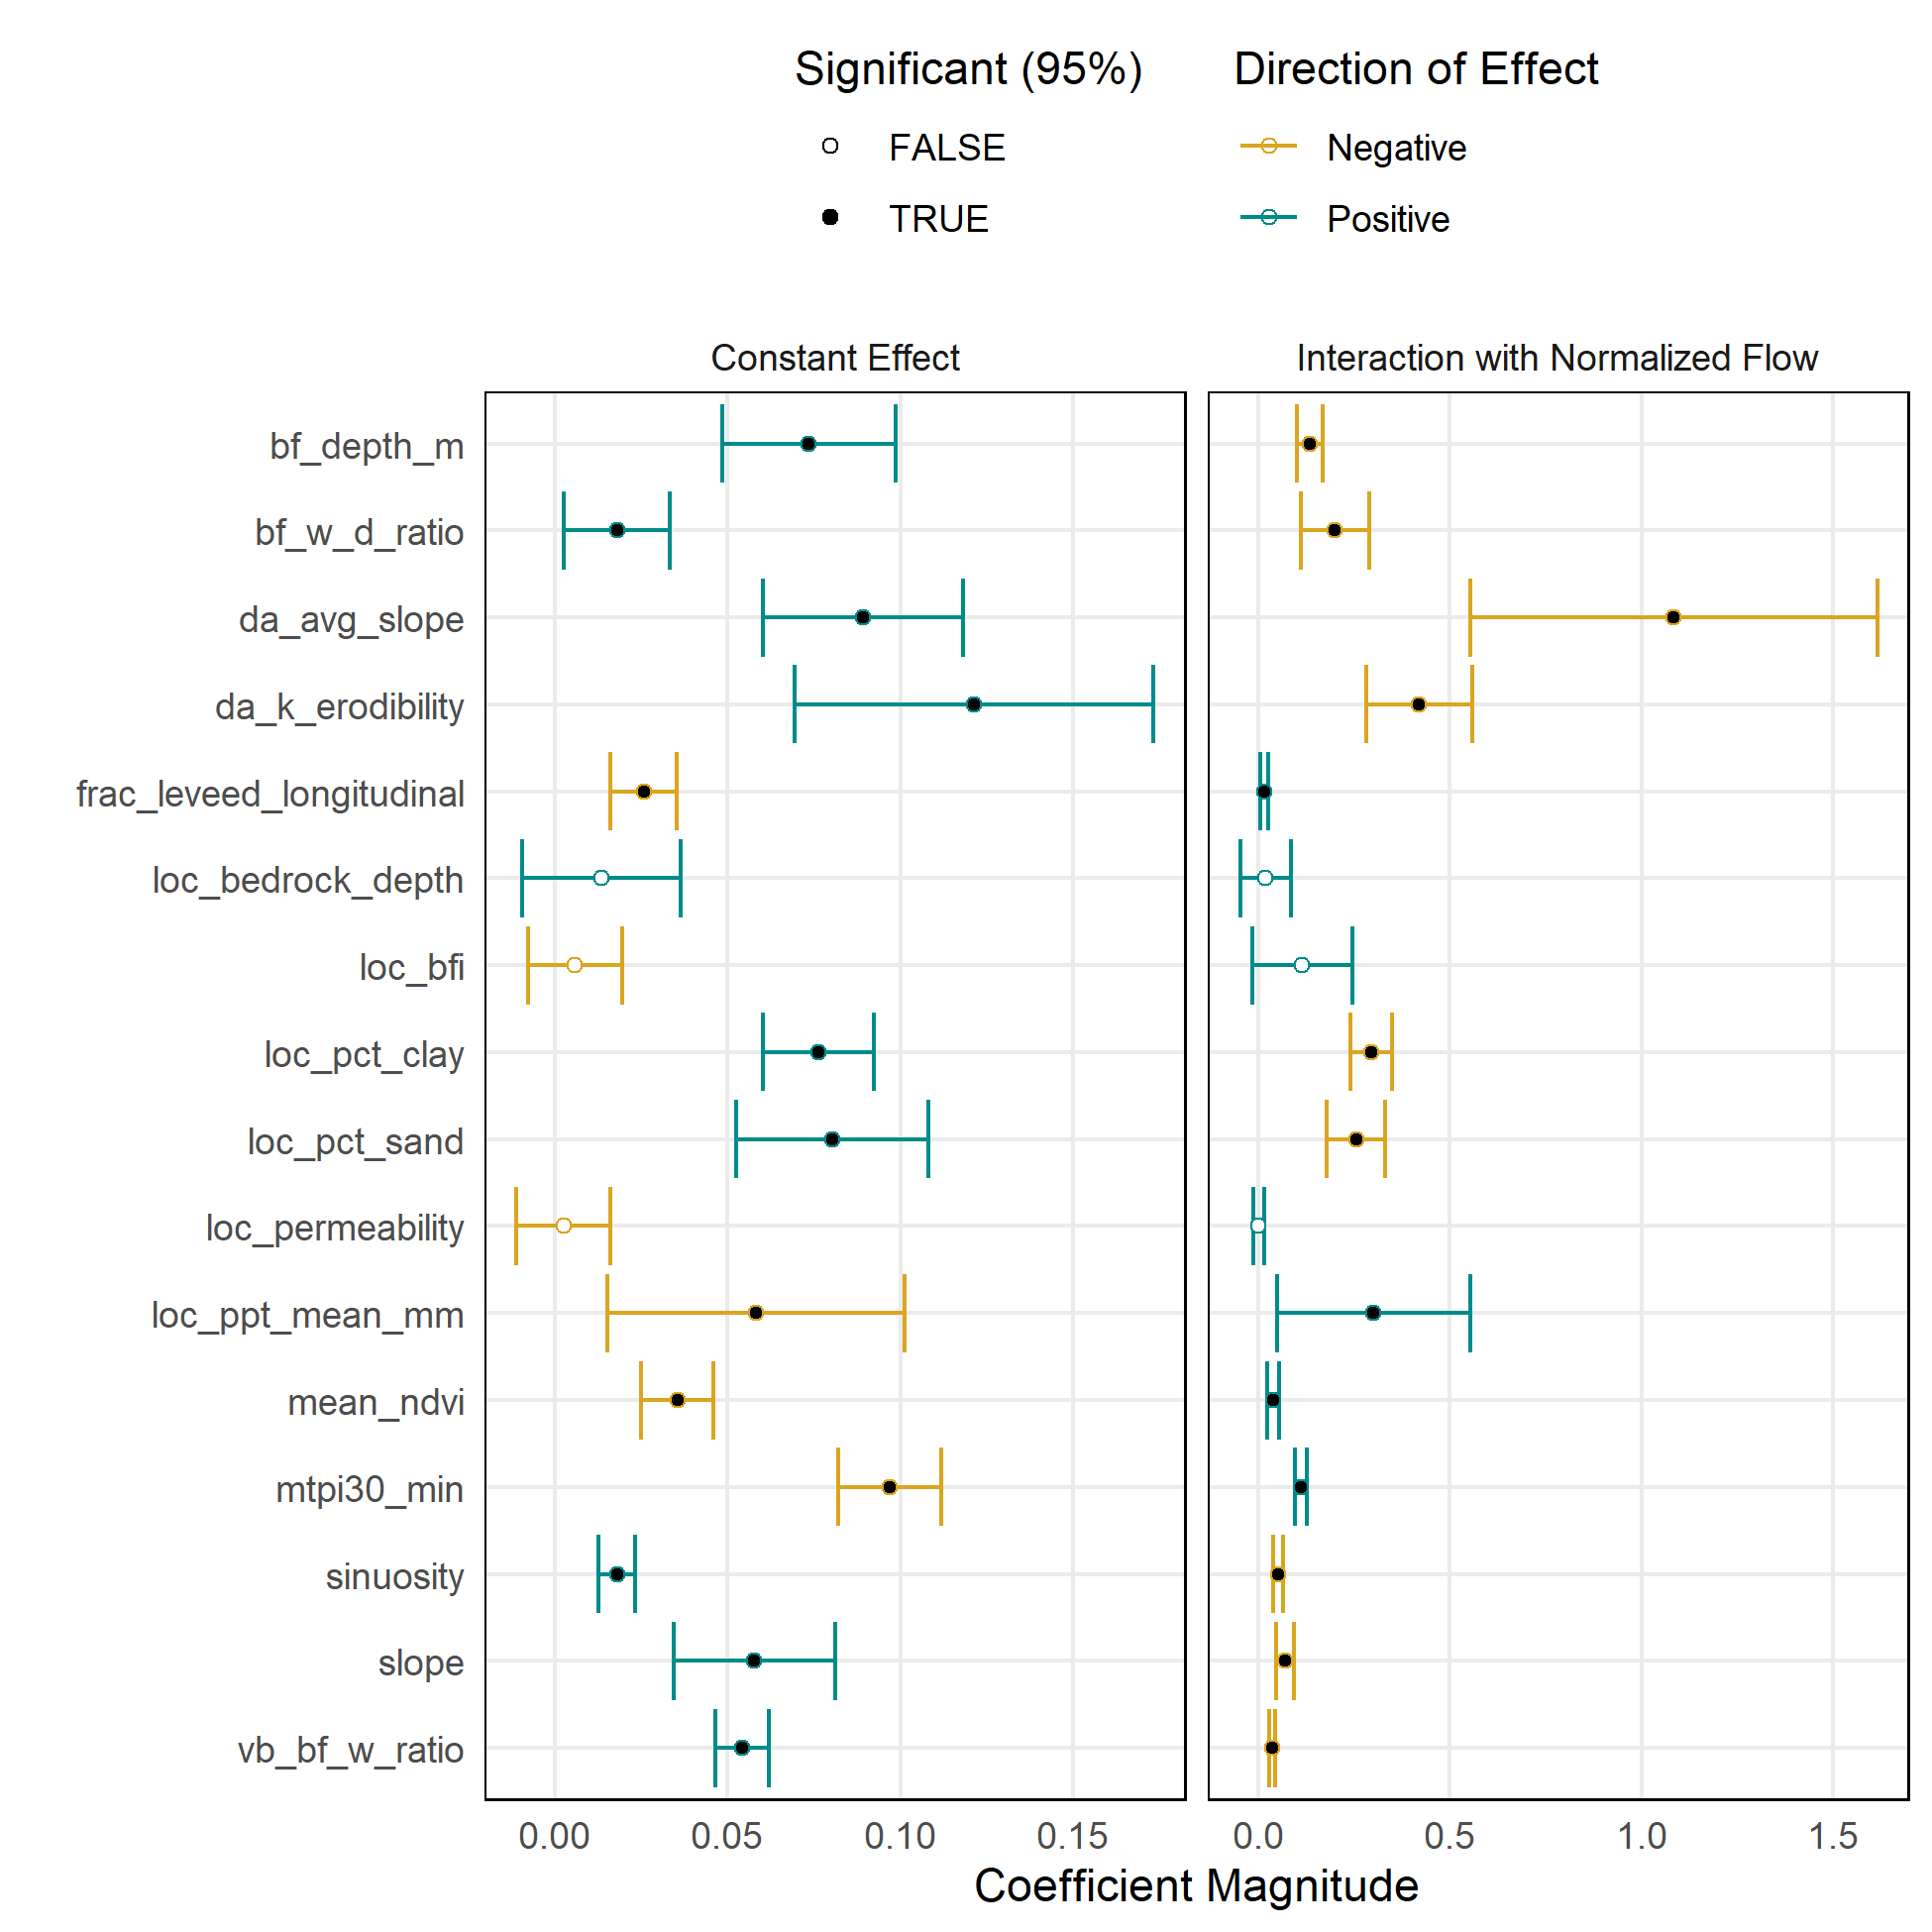 Significant (95%) Direction of Effect
FALSE Negative
TRUE Positive
Constant Effect Interaction with Normalized Flow
bf_depth_m
bf_w_d_ratio
da_avg_slope
da_k_erodibility
frac_leveed_longitudinal
loc_bedrock_depth
loc_bfi
loc_pct_clay
loc_pct_sand
loc_permeability
loc_ppt_mean_mm
mean_ndvi
mtpi30_min
sinuosity
slope
vb_bf_w_ratio
0.00 0.05 0.10 0.15 0.0 0.5 1.0 1.5
Coefficient Magnitude